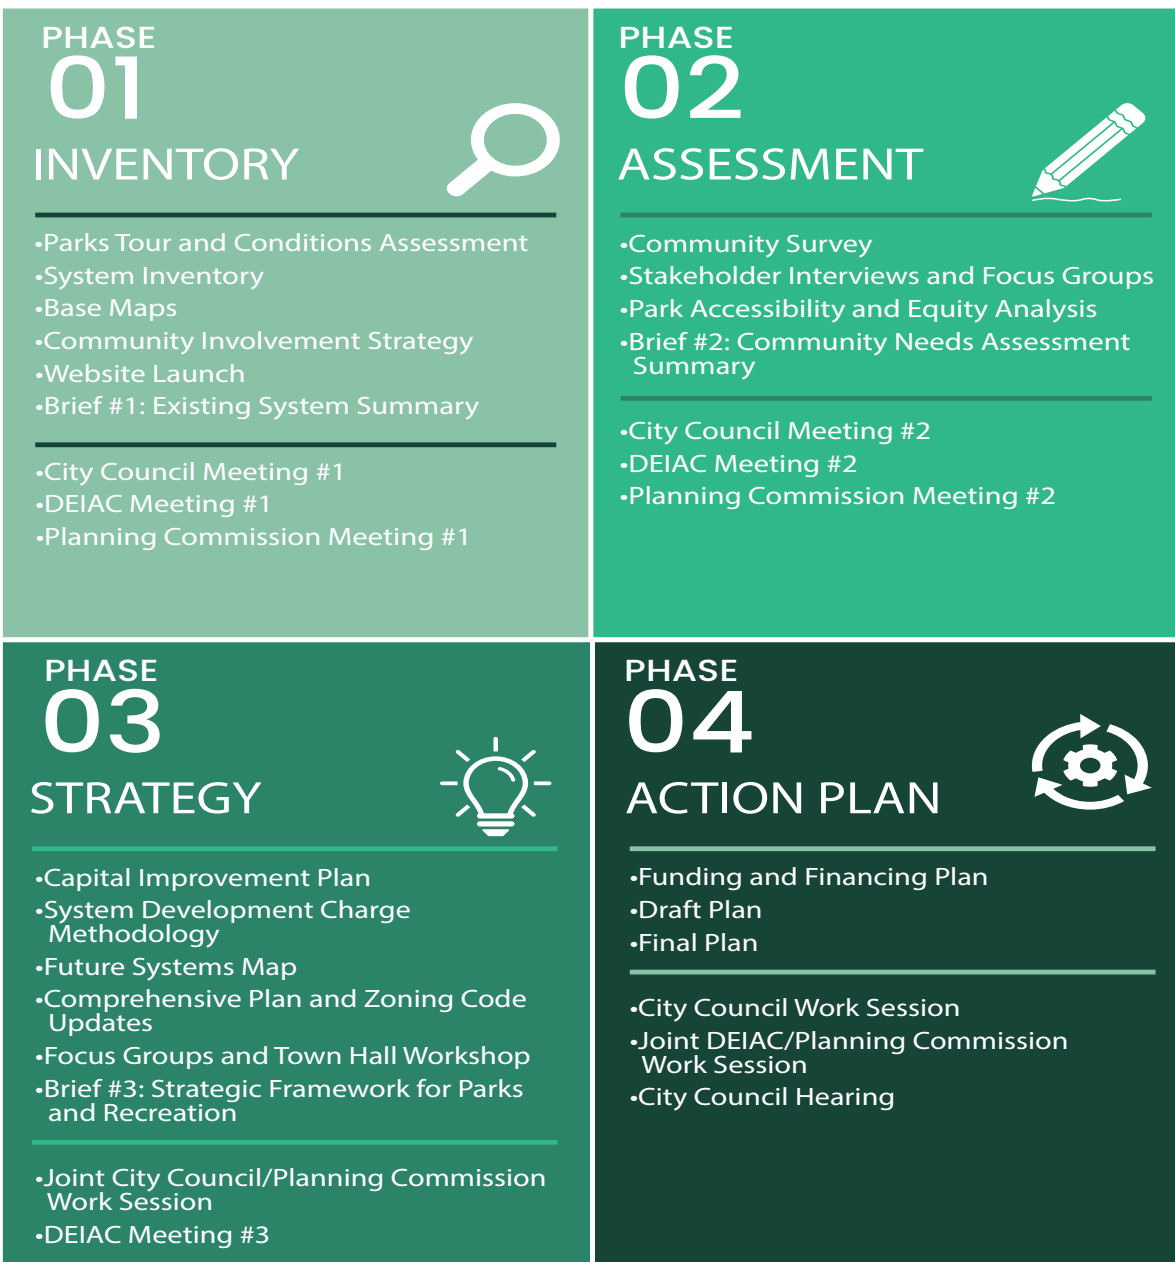 PHASE
01
INVENTORY
•Parks Tour and Conditions Assessment
•System Inventory
•Base Maps
•Community Involvement Strategy
•Website Launch
•Brief #1: Existing System Summary
•City Council Meeting #1
•DEIAC Meeting #1
•Planning Commission Meeting #1
PHASE
02
ASSESSMENT
•Community Survey
•Stakeholder Interviews and Focus Groups
•Park Accessibility and Equity Analysis
•Brief #2: Community Needs Assessment
Summary
•City Council Meeting #2
•DEIAC Meeting #2
•Planning Commission Meeting #2
PHASE
03
STRATEGY
•Capital Improvement Plan
•System Development Charge
Methodology
•Future Systems Map
•Comprehensive Plan and Zoning Code
Updates
•Focus Groups and Town Hall Workshop
•Brief #3: Strategic Framework for Parks
and Recreation
•Joint City Council/Planning Commission
Work Session
•DEIAC Meeting #3
PHASE
04
ACTION PLAN
•Funding and Financing Plan
•Draft Plan
•Final Plan
•City Council Work Session
•Joint DEIAC/Planning Commission
Work Session
•City Council Hearing